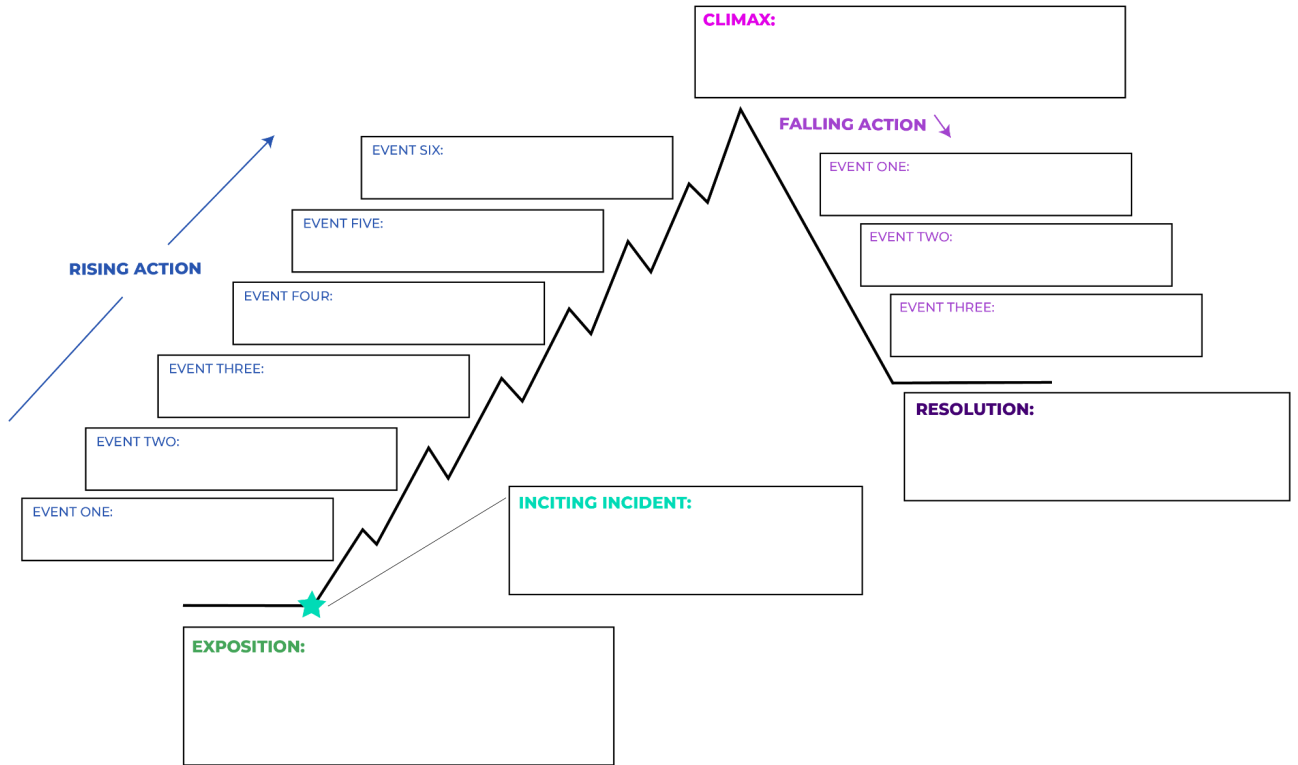 CLIMAX:
FALLING ACTION
EVENT SIX:
EVENT ONE:
EVENT FIVE:
EVENT TWO:
RISING ACTION
EVENT FOUR:
EVENT THREE:
EVENT THREE:
RESOLUTION:
EVENT TWO:
INCITING INCIDENT:
EVENT ONE:
EXPOSITION: